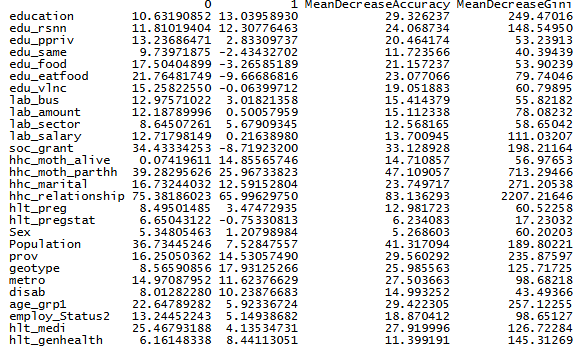 0 1 MeanDecreaseAccuracy MeanDecreaseGini
education 10.63190852 13.03958930 29.326237 249.47016
edu_rsnn 11.81019404 12.30776463 24.068734 148.54950
edu_ppriv 13.23686471 2.83309737 20.464174 53.23913
edu_same 9.73971875 -2.43432702 11.723566 40.39439
edu_food 17.50404899 -3.26585189 21.157237 53.90239
edu_eatfood 21.76481749 -9.66686816 23.077066 79.74046
edu_vlnc 15.25822550 -0.06399712 19.051883 60.79895
lab_bus 12.97571022 3.01821358 15.414379 55.82182
lab_amount 12.18789996 0.50057959 15.112338 78.08232
lab_sector 8.64507261 5.67909345 12.568165 58.65042
lab_salary 12.71798149 0.21638980 13.700945 111.03207
soc_grant 34.43334253 -8.71923200 33.128928 198.21164
hhc_moth_alive 0.07419611 14.85565746 14.710857 56.97653
hhc_moth_parthh 39.28295626 25.96733823 47.109057 713.29466
hhc_marital 16.73244032 12.59152804 23.749717 271.20538
hhc_relationship 75.38186023 65.99629750 83.136293 2207.21646
hlt_preg 8.49501485 3.47472935 12.981723 60.52258
hlt_pregstat 6.65043122 -0.75330813 6.234083 17.23032
Sex 5.34805463 1.20798984 5.268603 60.20203
Population 36.73445246 7.52847557 41.317094 189.80221
prov 16.25050362 14.53057490 29.560292 235.87597
geotype 8.56590856 17.93125266 25.985563 125.71725
metro 14.97087952 11.62376629 27.503663 98.68218
disab 8.01282280 10.23876683 14.993252 43.49366
age_grp1 22.64789282 5.92336724 29.422305 257.12255
employ_Status2 13.24452243 5.14938682 18.870412 98.65127
hlt_medi 25.46793188 4.13534731 27.919996 126.72284
hlt_genhealth 6.16148338 8.44113051 11.399191 145.31269